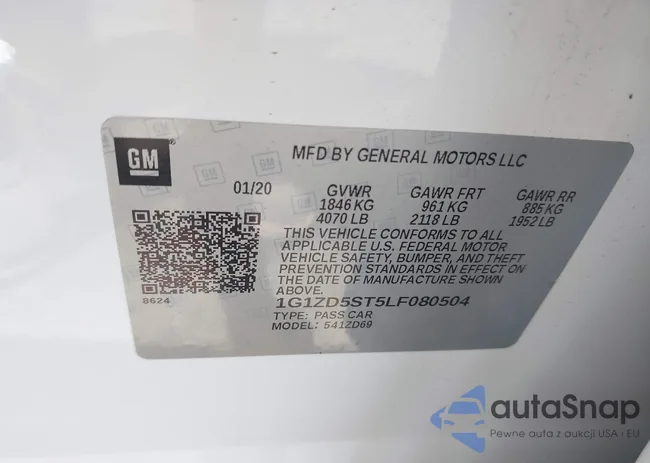 GM
MFD BY GENERAL MOTORS LLC
01/20 GVWR GAWR FRT GAWR RR
1846 KG 961 KG 885 KG
4070 LB 2118 LB 1952 LB
THIS VEHICLE CONFORMS TO ALL
APPLICABLE U.S. FEDERAL MOTOR
VEHICLE SAFETY, BUMPER, AND THEFT
PREVENTION STANDARDS IN EFFECT ON
THE DATE OF MANUFACTURE SHOWN
ABOVE.
8624
1G1ZD5ST5LF080504
TYPE: PASS CAR
MODEL: 541ZD69
autaSnap
Pewne auta z aukcji USA i EU